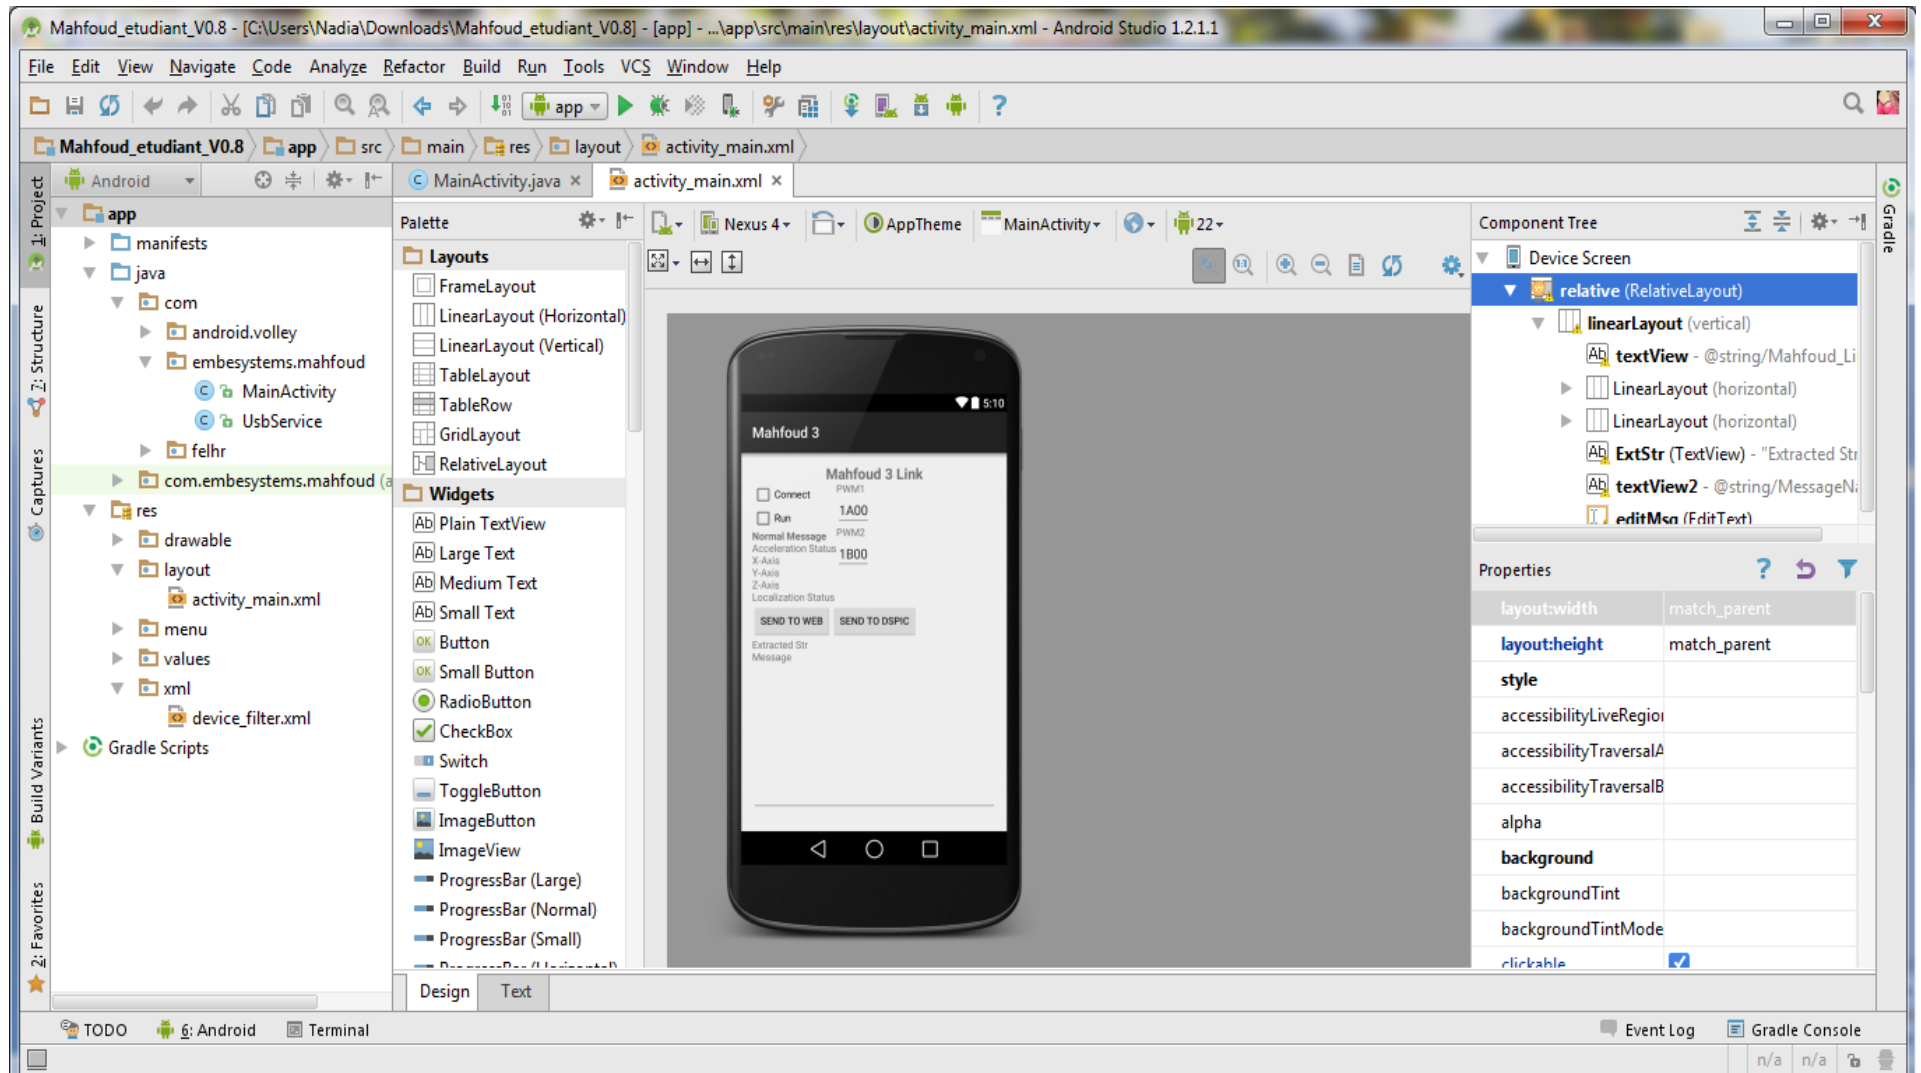 Mahfoud_etudiant_V0.8 - [C:\Users\Nadia\Downloads\Mahfoud_etudiant_V0.8] - [app] - ...\app\src\main\res\layout\activity_main.xml - Android Studio 1.2.1.1
File Edit View Navigate Code Analyze Refactor Build Run Tools VCS Window Help
app
Mahfoud_etudiant_V0.8 app src main res layout activity_main.xml
1: Project
7: Structure
Captures
Build Variants
2: Favorites
Android
app
manifests
java
com
android.volley
embesystems.mahfoud
MainActivity
UsbService
felhr
com.embesystems.mahfoud (a
res
drawable
layout
activity_main.xml
menu
values
xml
device_filter.xml
Gradle Scripts
MainActivity.java activity_main.xml
Palette
Layouts
FrameLayout
LinearLayout (Horizontal)
LinearLayout (Vertical)
TableLayout
TableRow
GridLayout
RelativeLayout
Widgets
Plain TextView
Large Text
Medium Text
Small Text
Button
Small Button
RadioButton
CheckBox
Switch
ToggleButton
ImageButton
ImageView
ProgressBar (Large)
ProgressBar (Normal)
ProgressBar (Small)
ProgressBar (Horizontal)
Nexus 4 AppTheme MainActivity 22
5:10
Mahfoud 3
Mahfoud 3 Link
Connect
PWM1
Run
1A00
Normal Message
PWM2
Acceleration Status
1B00
X-Axis
Y-Axis
Z-Axis
Localization Status
SEND TO WEB SEND TO DSPIC
Extracted Str
Message
Design Text
Component Tree
Device Screen
relative (RelativeLayout)
linearLayout (vertical)
textView - @string/Mahfoud_Li
LinearLayout (horizontal)
LinearLayout (horizontal)
ExtStr (TextView) - "Extracted Str
textView2 - @string/MessageNa
editMsg (EditText)
Properties
layout:width match_parent
layout:height match_parent
style
accessibilityLiveRegion
accessibilityTraversalA
accessibilityTraversalB
alpha
background
backgroundTint
backgroundTintMode
clickable
Gradle
TODO 6: Android Terminal Event Log Gradle Console
n/a n/a